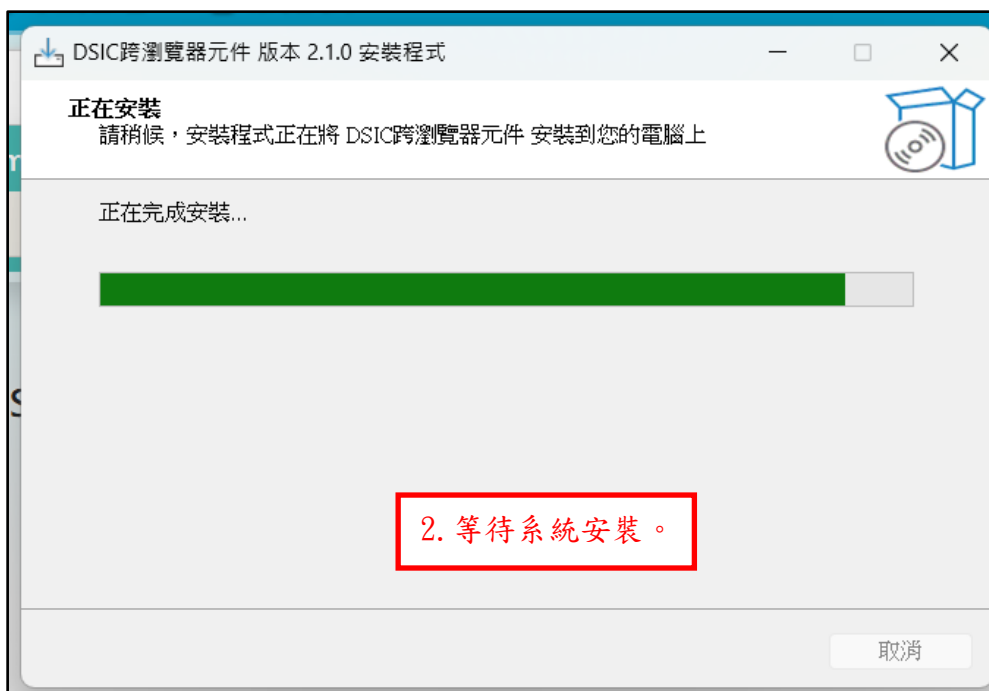 DSIC跨瀏覽器元件 版本 2.1.0 安裝程式
正在安裝
請稍候，安裝程式正在將 DSIC跨瀏覽器元件 安裝到您的電腦上
正在完成安裝...
2.等待系統安裝。
取消